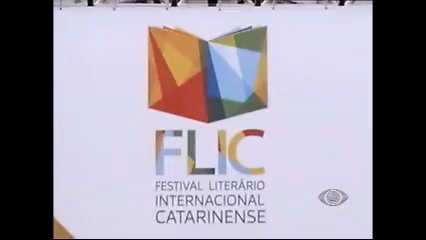 FLIC
FESTIVAL LITERÁRIO
INTERNACIONAL
CATARINENSE